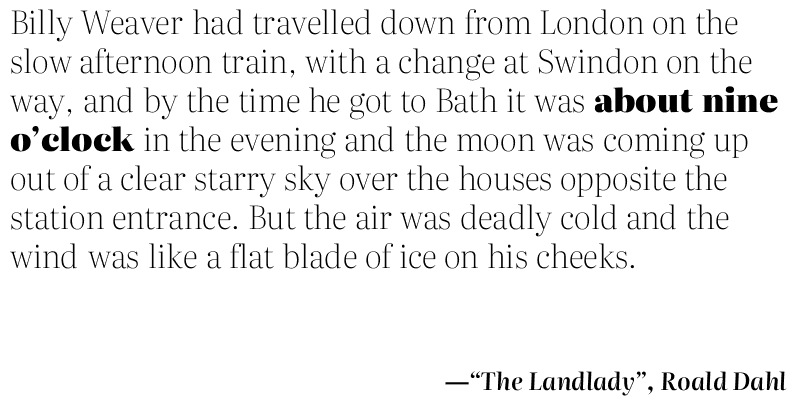 Billy Weaver had travelled down from London on the
slow afternoon train, with a change at Swindon on the
way, and by the time he got to Bath it was about nine
o’clock in the evening and the moon was coming up
out of a clear starry sky over the houses opposite the
station entrance. But the air was deadly cold and the
wind was like a flat blade of ice on his cheeks.
—“The Landlady”, Roald Dahl